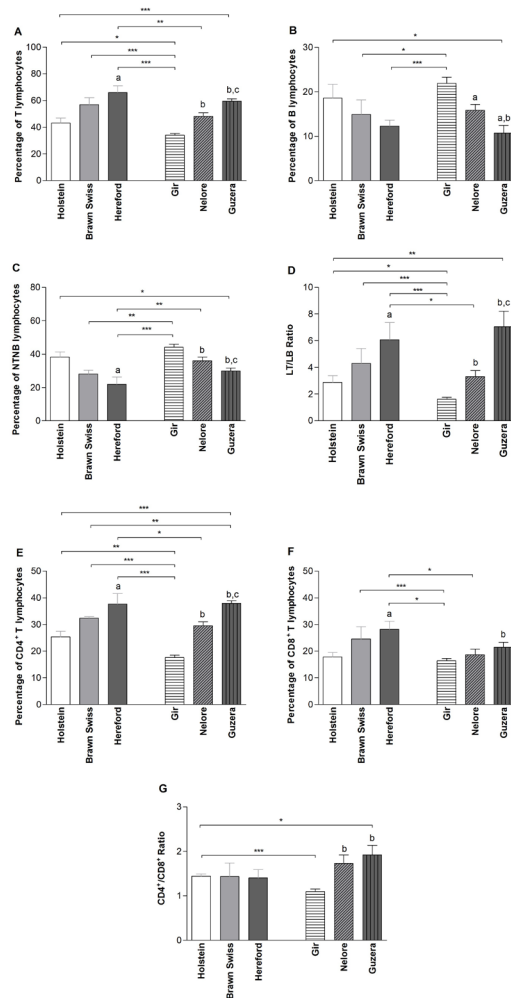 A
Percentage of T lymphocytes
100
80
60
40
20
0
***
**
*
***
***
a
b
b,c
Holstein
Brawn Swiss
Hereford
Gir
Nelore
Guzera
B
Percentage of B lymphocytes
30
20
10
0
*
*
***
a
a,b
Holstein
Brawn Swiss
Hereford
Gir
Nelore
Guzera
C
Percentage of NTNB lymphocytes
80
60
40
20
0
*
**
**
***
a
b
b,c
Holstein
Brawn Swiss
Hereford
Gir
Nelore
Guzera
D
LT/LB Ratio
10
8
6
4
2
0
**
*
***
***
*
a
b
b,c
Holstein
Brawn Swiss
Hereford
Gir
Nelore
Guzera
E
Percentage of CD4⁺ T lymphocytes
50
40
30
20
10
0
***
**
*
**
***
***
a
b
b,c
Holstein
Brawn Swiss
Hereford
Gir
Nelore
Guzera
F
Percentage of CD8⁺ T lymphocytes
50
40
30
20
10
0
*
***
*
a
b
Holstein
Brawn Swiss
Hereford
Gir
Nelore
Guzera
G
CD4⁺/CD8⁺ Ratio
3
2
1
0
*
***
b
b
Holstein
Brawn Swiss
Hereford
Gir
Nelore
Guzera